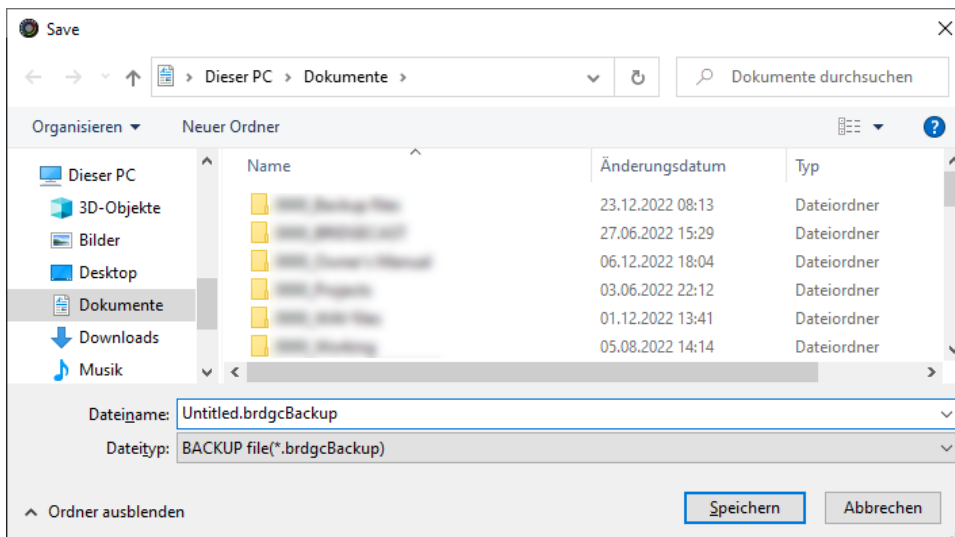 Save
Dieser PC > Dokumente >
Dokumente durchsuchen
Organisieren
Neuer Ordner
Name
Änderungsdatum
Typ
Dieser PC
3D-Objekte
Bilder
Desktop
Dokumente
Downloads
Musik
23.12.2022 08:13 Dateiordner
27.06.2022 15:29 Dateiordner
06.12.2022 18:04 Dateiordner
03.06.2022 22:12 Dateiordner
01.12.2022 13:41 Dateiordner
05.08.2022 14:14 Dateiordner
Dateiname: Untitled.brdgcBackup
Dateityp: BACKUP file(*.brdgcBackup)
Ordner ausblenden
Speichern
Abbrechen